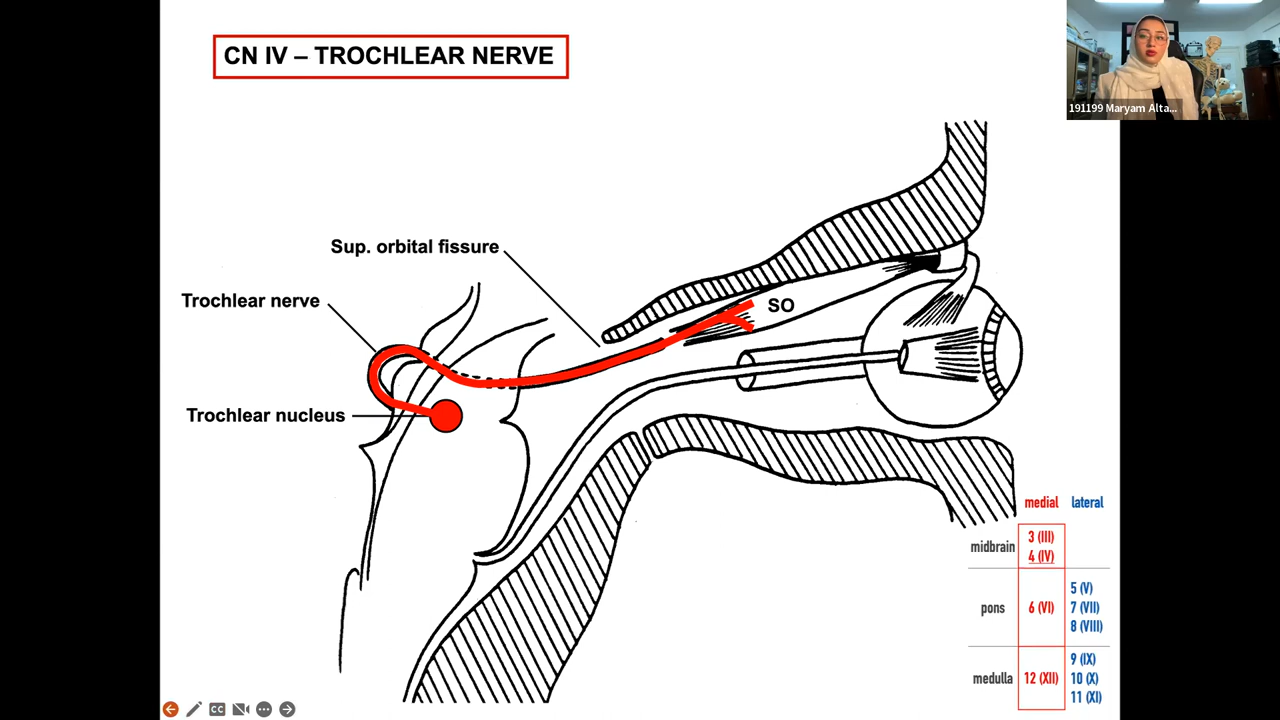 CN IV – TROCHLEAR NERVE
191199 Maryam Alta...
Sup. orbital fissure
Trochlear nerve
SO
Trochlear nucleus
medial lateral
midbrain 3 (III)
4 (IV)
5 (V)
pons 6 (VI) 7 (VII)
8 (VIII)
9 (IX)
medulla 12 (XII) 10 (X)
11 (XI)
CC